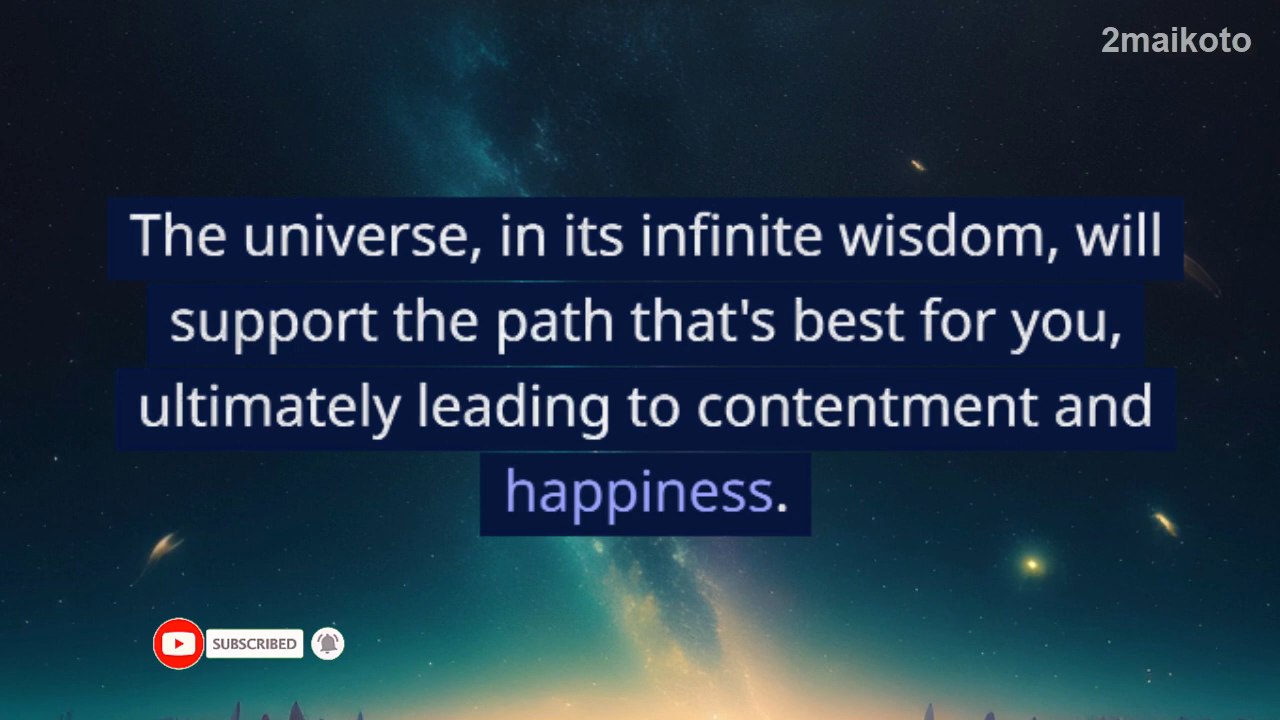 2maikoto
The universe, in its infinite wisdom, will
support the path that's best for you,
ultimately leading to contentment and
happiness.
SUBSCRIBED